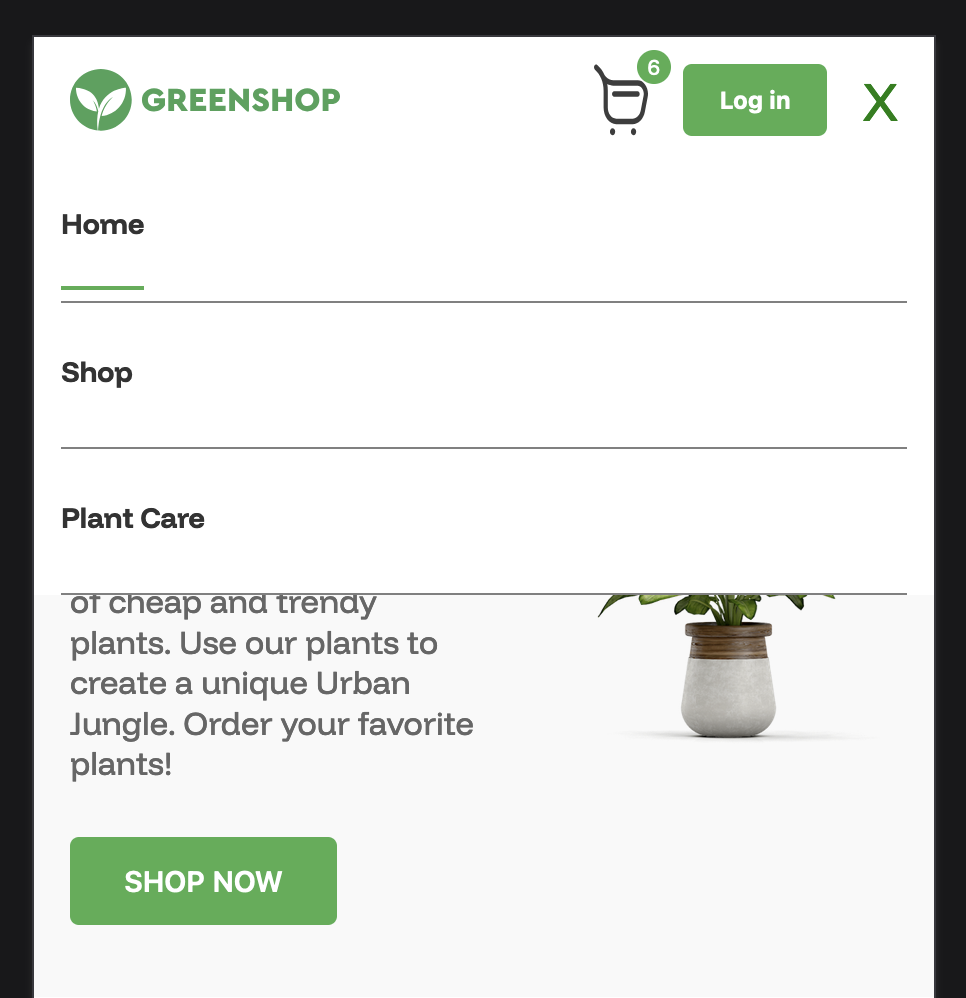 GREENSHOP
6
Log in
X
Home
Shop
Plant Care
of cheap and trendy
plants. Use our plants to
create a unique Urban
Jungle. Order your favorite
plants!
SHOP NOW